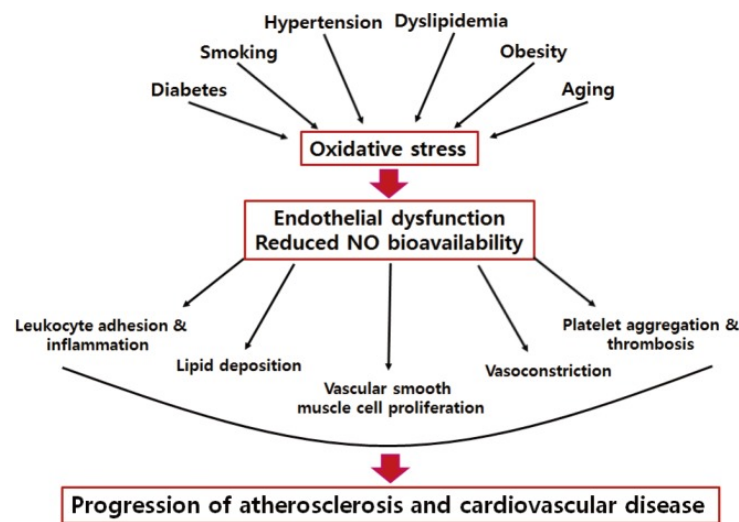 Hypertension
Dyslipidemia
Smoking
Obesity
Diabetes
Aging
Oxidative stress
Endothelial dysfunction
Reduced NO bioavailability
Leukocyte adhesion &
inflammation
Lipid deposition
Vascular smooth
muscle cell proliferation
Vasoconstriction
Platelet aggregation &
thrombosis
Progression of atherosclerosis and cardiovascular disease